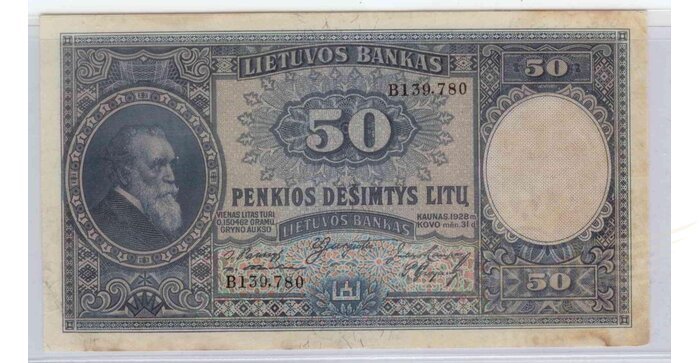 LIETUVOS BANKAS
50
B139.780
50
PENKIOS DEŠIMTYS LITŲ
VIENAS LITAS TURI
0,150462 GRAMŲ
GRYNO AUKSO
KAUNAS, 1928 m.
KOVO mėn. 31 d.
LIETUVOS BANKAS
B139.780
50